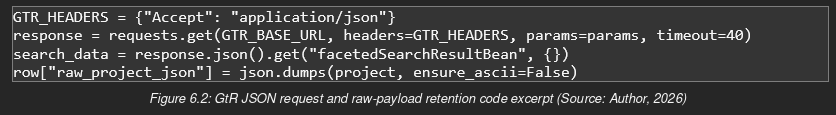 GTR_HEADERS = {"Accept": "application/json"}
response = requests.get(GTR_BASE_URL, headers=GTR_HEADERS, params=params, timeout=40)
search_data = response.json().get("facetedSearchResultBean", {})
row["raw_project_json"] = json.dumps(project, ensure_ascii=False)
Figure 6.2: GtR JSON request and raw-payload retention code excerpt (Source: Author, 2026)